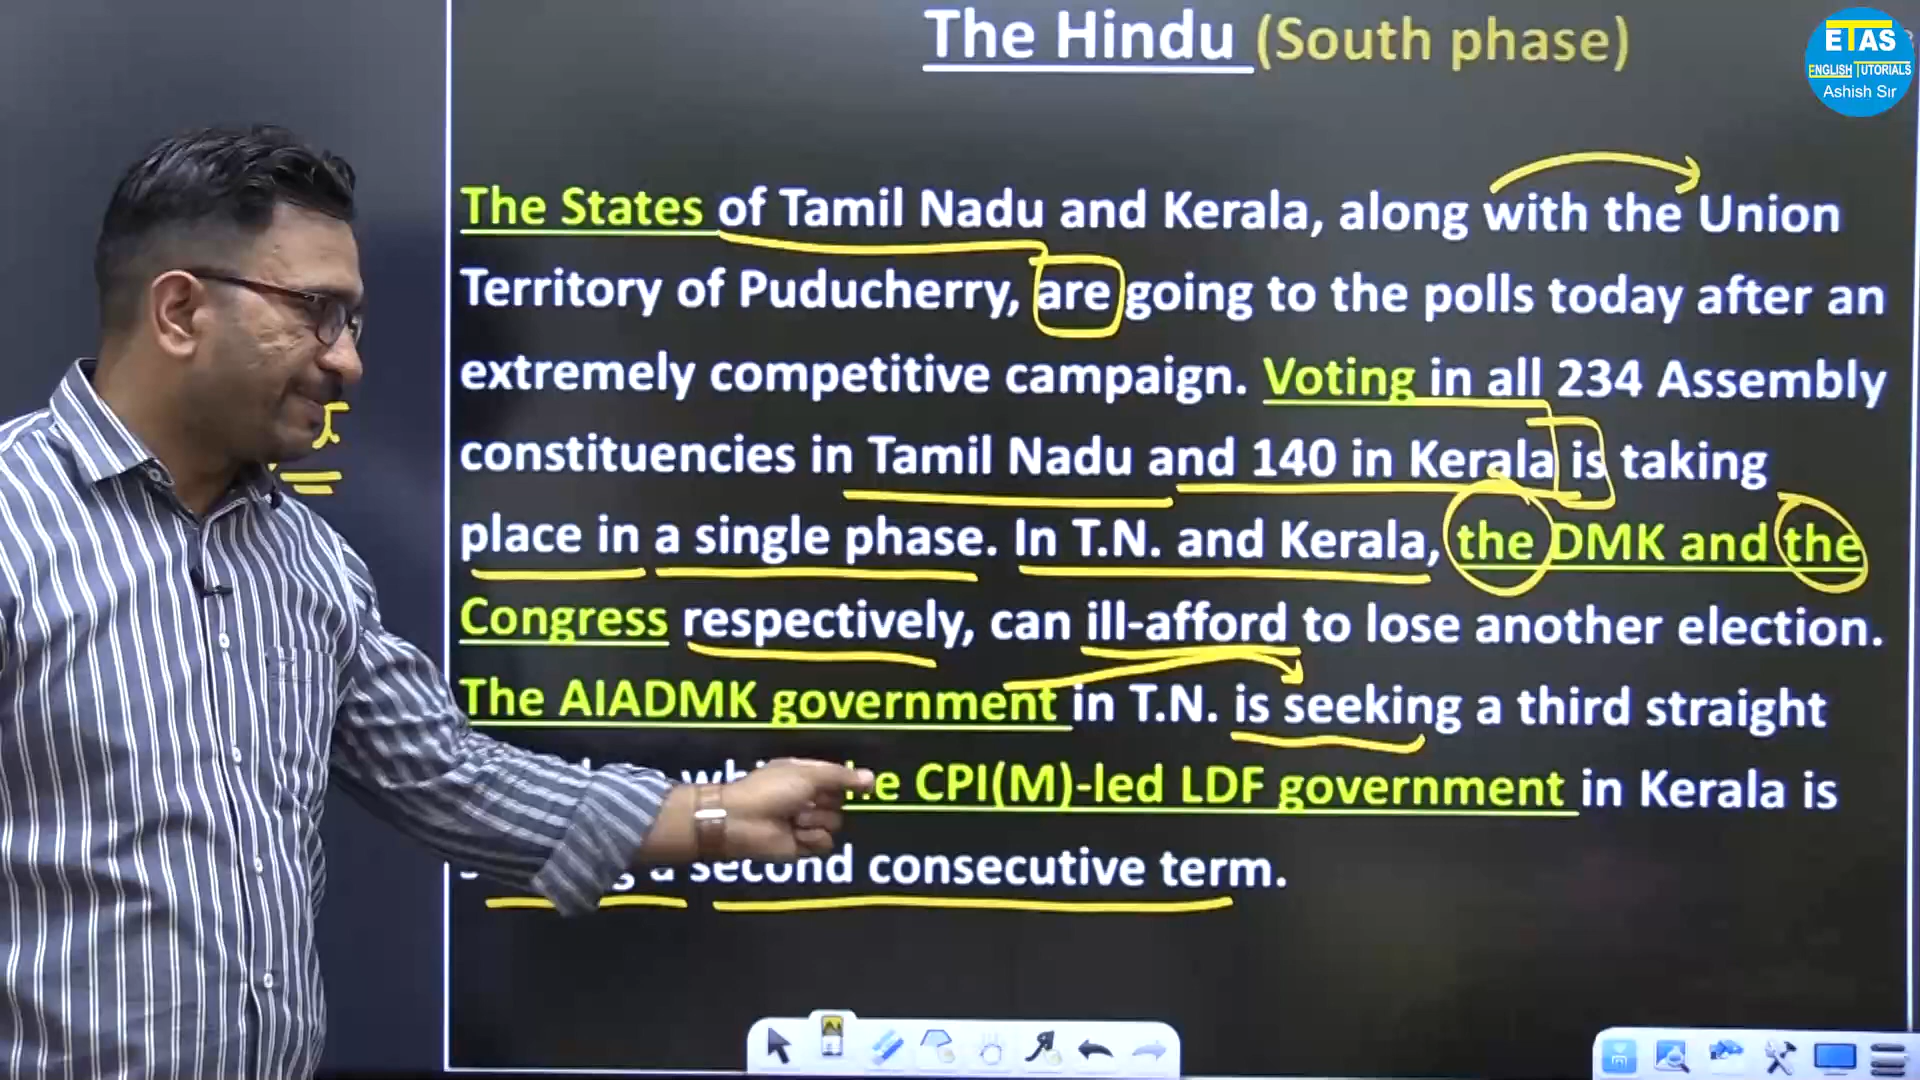 The Hindu (South phase)
ETAS
ENGLISH TUTORIALS
Ashish Sir
The States of Tamil Nadu and Kerala, along with the Union
Territory of Puducherry, are going to the polls today after an
extremely competitive campaign. Voting in all 234 Assembly
constituencies in Tamil Nadu and 140 in Kerala is taking
place in a single phase. In T.N. and Kerala, the DMK and the
Congress respectively, can ill-afford to lose another election.
The AIADMK government in T.N. is seeking a third straight
CPI(M)-led LDF government in Kerala is
a second consecutive term.